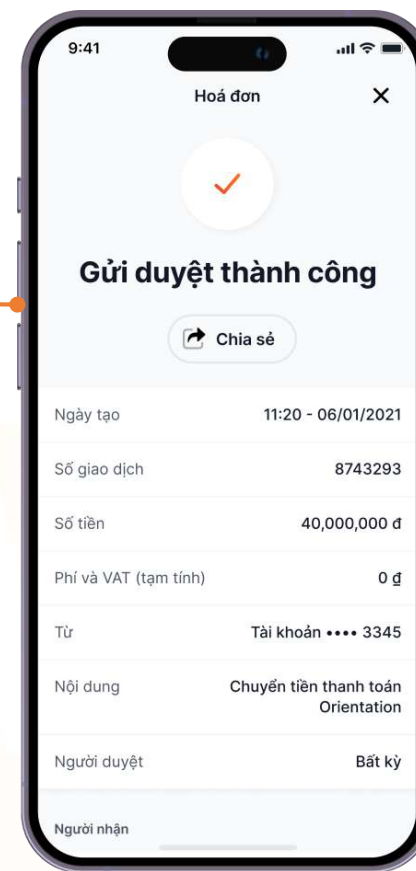 9:41
Hoá đơn
Gửi duyệt thành công
Chia sẻ
Ngày tạo 11:20 - 06/01/2021
Số giao dịch 8743293
Số tiền 40,000,000 đ
Phí và VAT (tạm tính) 0 ₫
Từ Tài khoản •••• 3345
Nội dung Chuyển tiền thanh toán
Orientation
Người duyệt Bất kỳ
Người nhận